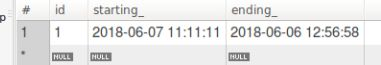 # id starting_ ending_
1 1 2018-06-07 11:11:11 2018-06-06 12:56:58
* NULL NULL NULL